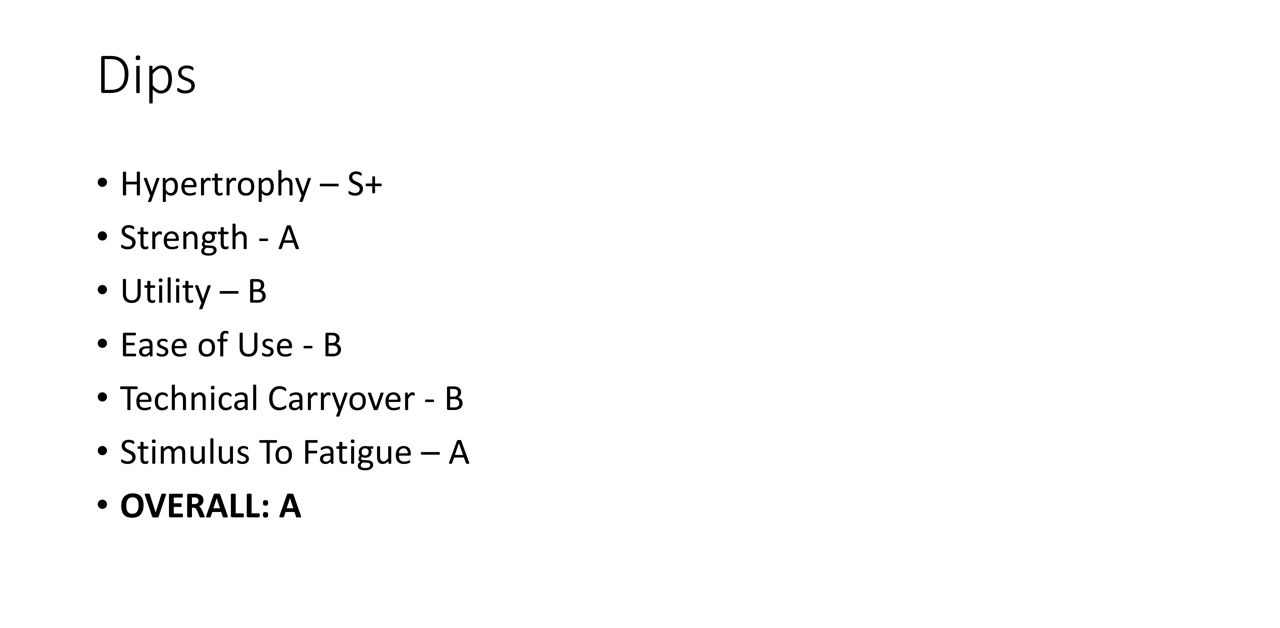 Dips
• Hypertrophy – S+
• Strength - A
• Utility – B
• Ease of Use - B
• Technical Carryover - B
• Stimulus To Fatigue – A
• OVERALL: A